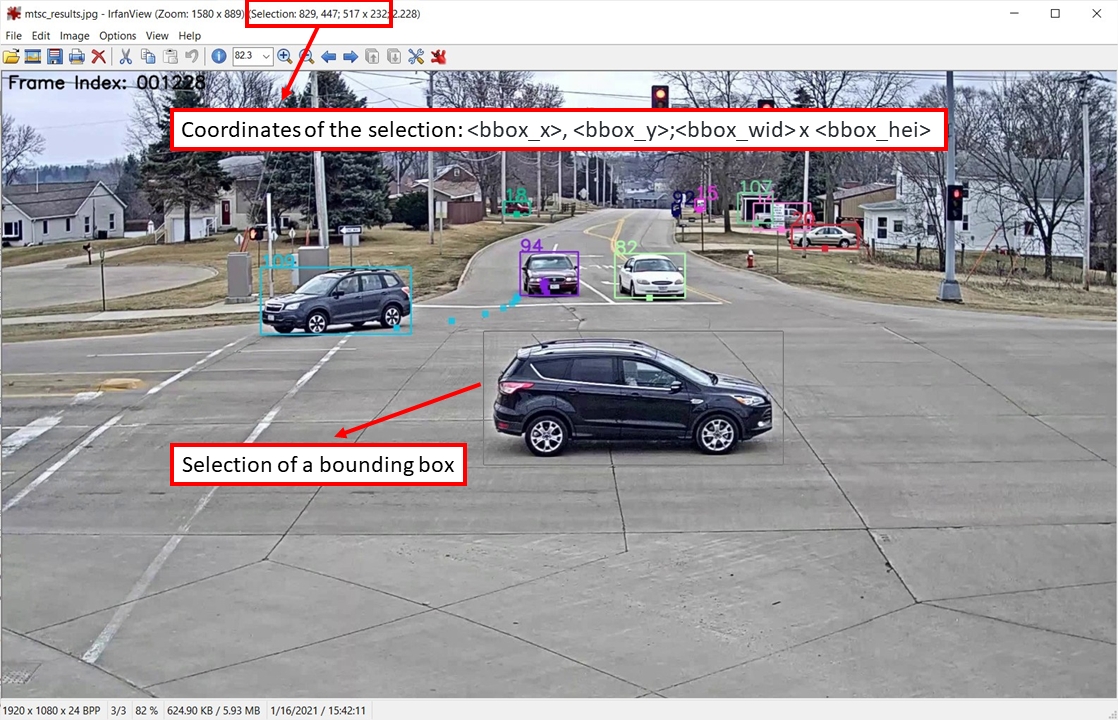 mtsc_results.jpg - IrfanView (Zoom: 1580 x 889) (Selection: 829, 447; 517 x 232; 2.228)
File Edit Image Options View Help
82.3
Frame Index: 001228
Coordinates of the selection: <bbox_x>, <bbox_y>;<bbox_wid> x <bbox_hei>
18
15
107
94
82
109
Selection of a bounding box
1920 x 1080 x 24 BPP 3/3 82 % 624.90 KB / 5.93 MB 1/16/2021 / 15:42:11